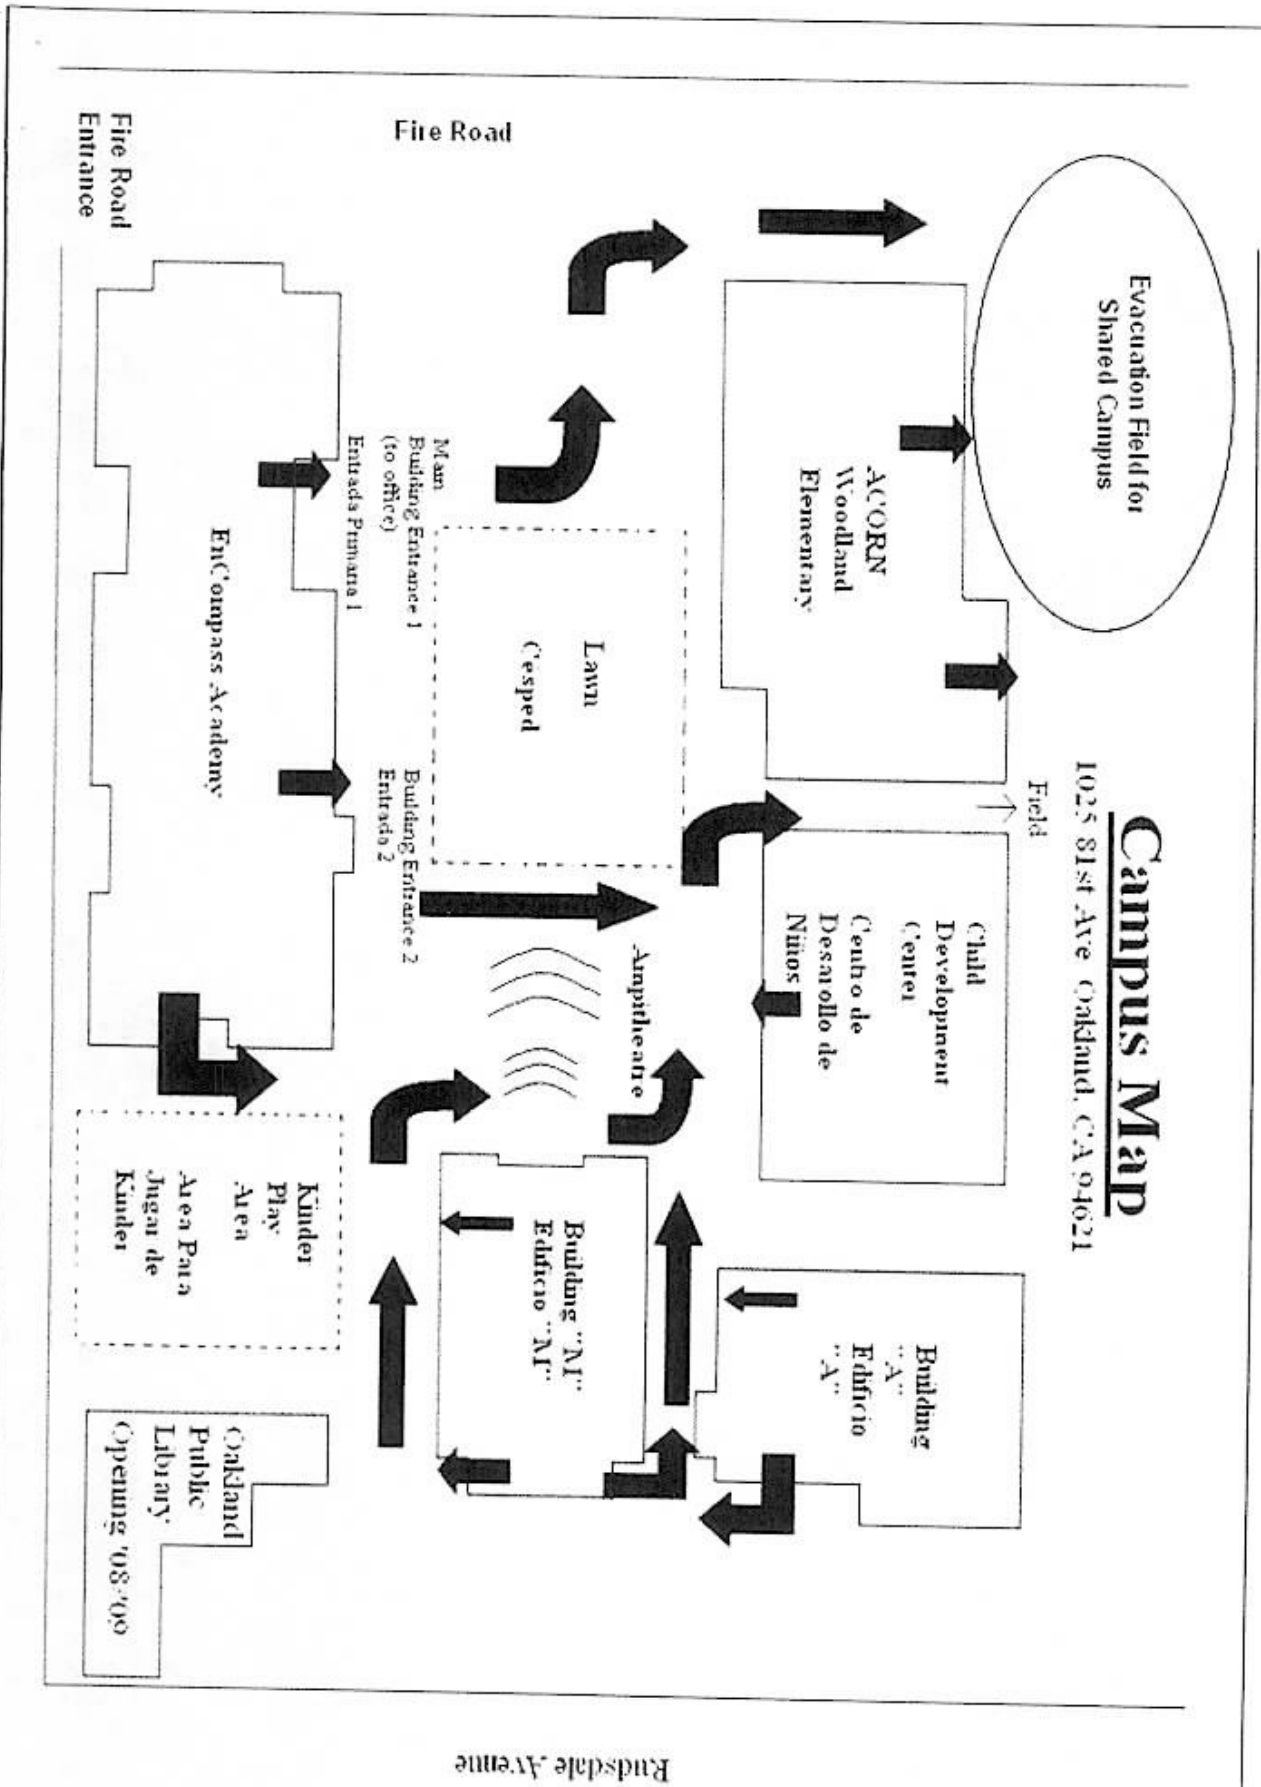 Campus Map
1025 81st Ave Oakland, CA 94621
Evacuation Field for
Shared Campus
Fire Road
Fire Road
Entrance
ACORN
Woodland
Elementary
Field
Child
Development
Center
Centro de
Desarollo de
Niños
Building
"A"
Edificio
"A"
Lawn
Cesped
Ampitheatre
Building "M"
Edificio "M"
Main
Building Entrance 1
(to office)
Entrada Primaria 1
Building Entrance 2
Entrada 2
EnCompass Academy
Kinder
Play
Area
Area Para
Jugar de
Kinder
Oakland
Public
Library
Opening '08-'09
Rudsdale Avenue